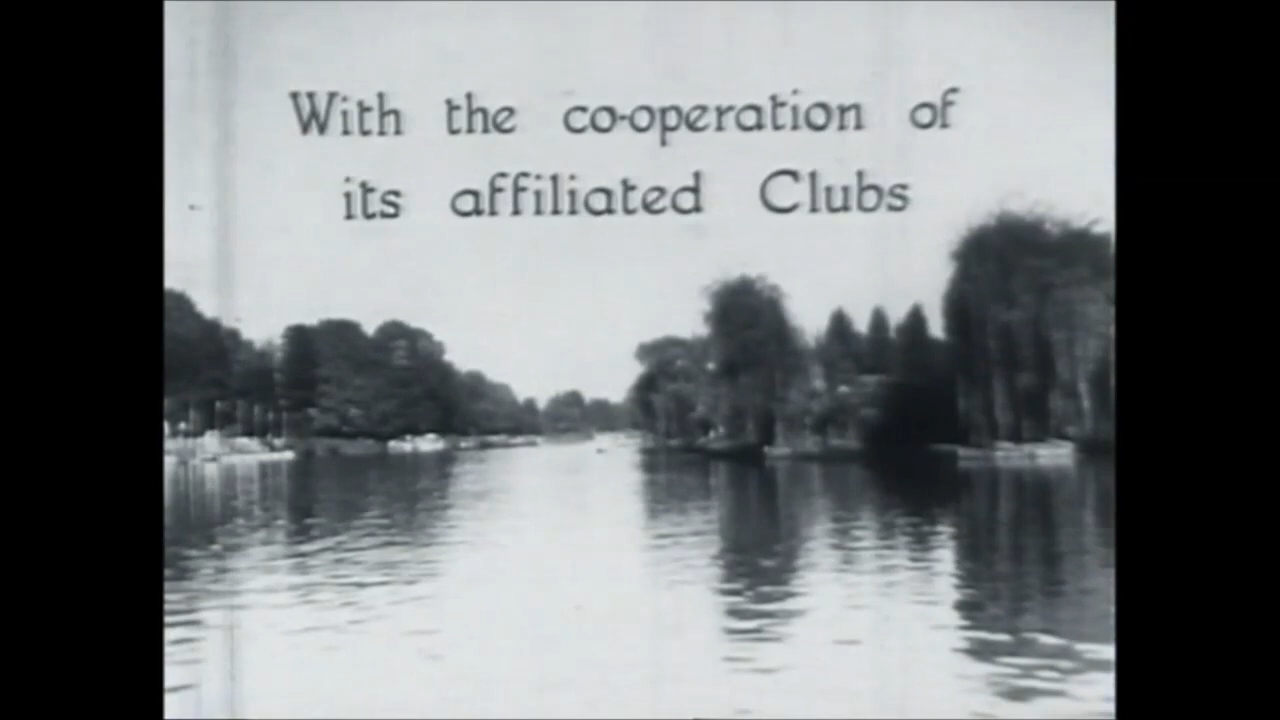 With the co-operation of
its affiliated Clubs